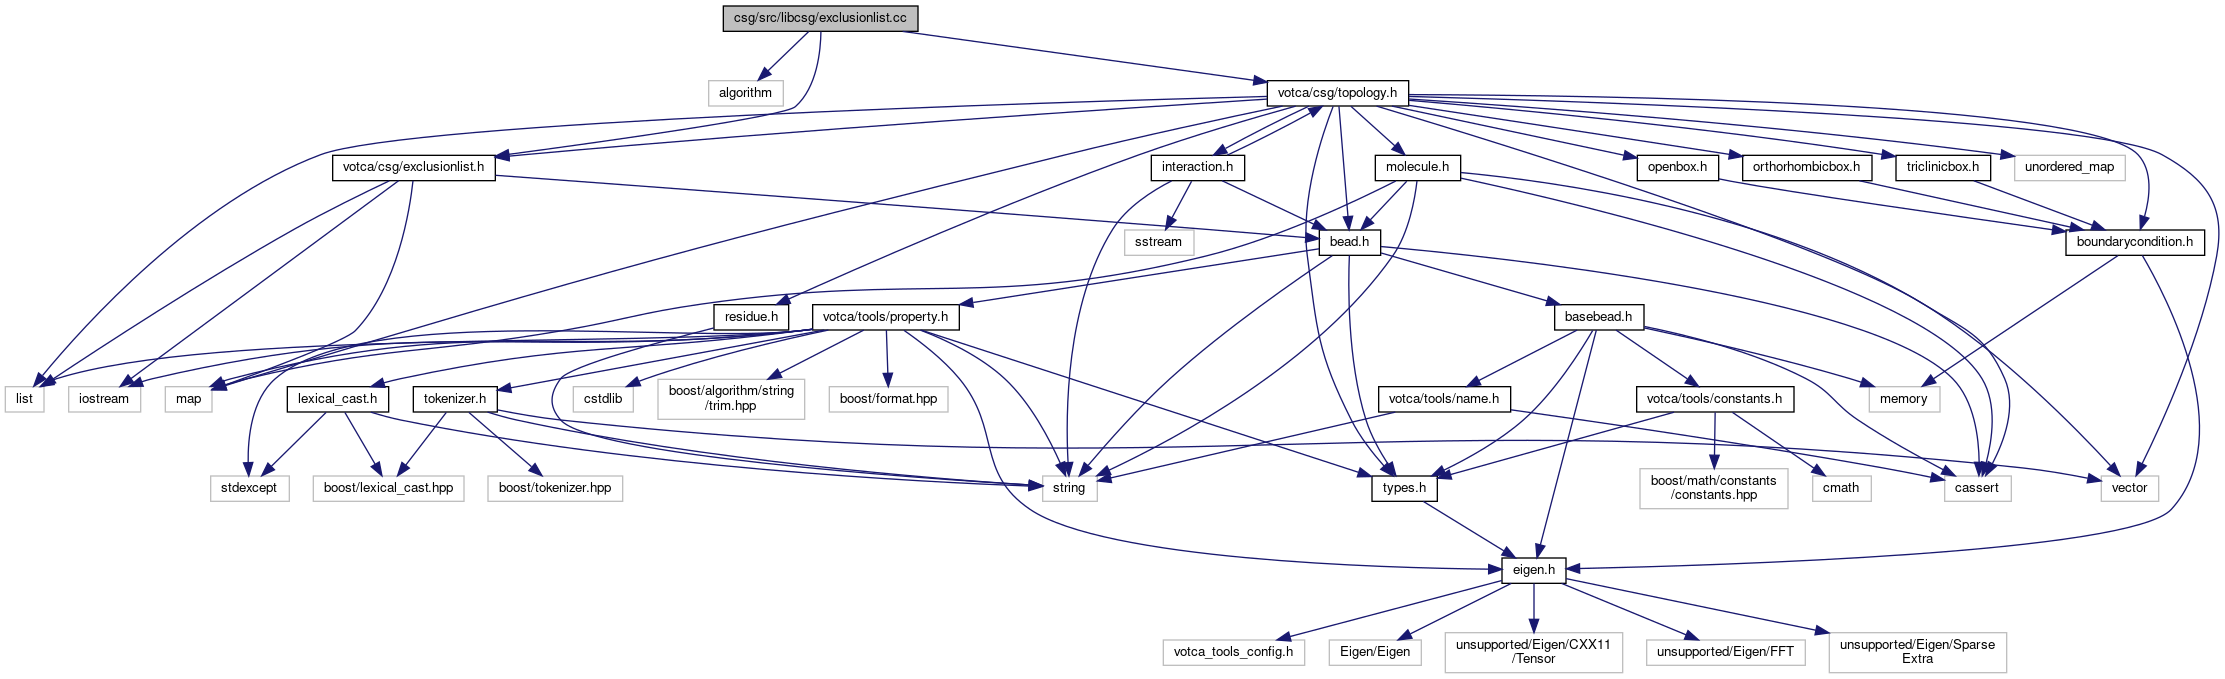 csg/src/libcsg/exclusionlist.cc
algorithm
votca/csg/topology.h
votca/csg/exclusionlist.h
interaction.h
molecule.h
openbox.h
orthorhombicbox.h
triclinicbox.h
unordered_map
sstream
bead.h
boundarycondition.h
residue.h
votca/tools/property.h
basebead.h
list
iostream
map
lexical_cast.h
tokenizer.h
cstdlib
boost/algorithm/string
/trim.hpp
boost/format.hpp
votca/tools/name.h
votca/tools/constants.h
memory
stdexcept
boost/lexical_cast.hpp
boost/tokenizer.hpp
string
types.h
boost/math/constants
/constants.hpp
cmath
cassert
vector
eigen.h
votca_tools_config.h
Eigen/Eigen
unsupported/Eigen/CXX11
/Tensor
unsupported/Eigen/FFT
unsupported/Eigen/Sparse
Extra